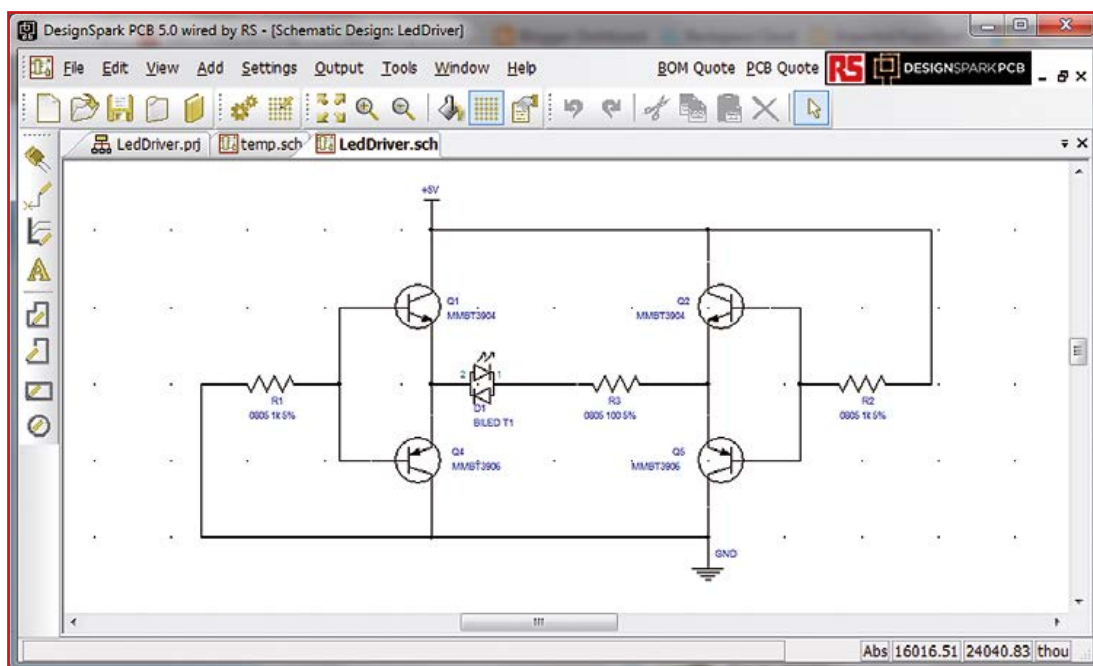 DesignSpark PCB 5.0 wired by RS - [Schematic Design: LedDriver]
File Edit View Add Settings Output Tools Window Help BOM Quote PCB Quote RS DESIGNSPARKPCB
LedDriver.prj temp.sch LedDriver.sch
+5V
Q1
MMBT3904
Q2
MMBT3904
2 1
R1
0805 1k 5%
D1
BILED T1
R3
0805 100 5%
R2
0805 1k 5%
Q4
MMBT3906
Q5
MMBT3906
GND
Abs 16016.51 24040.83 thou